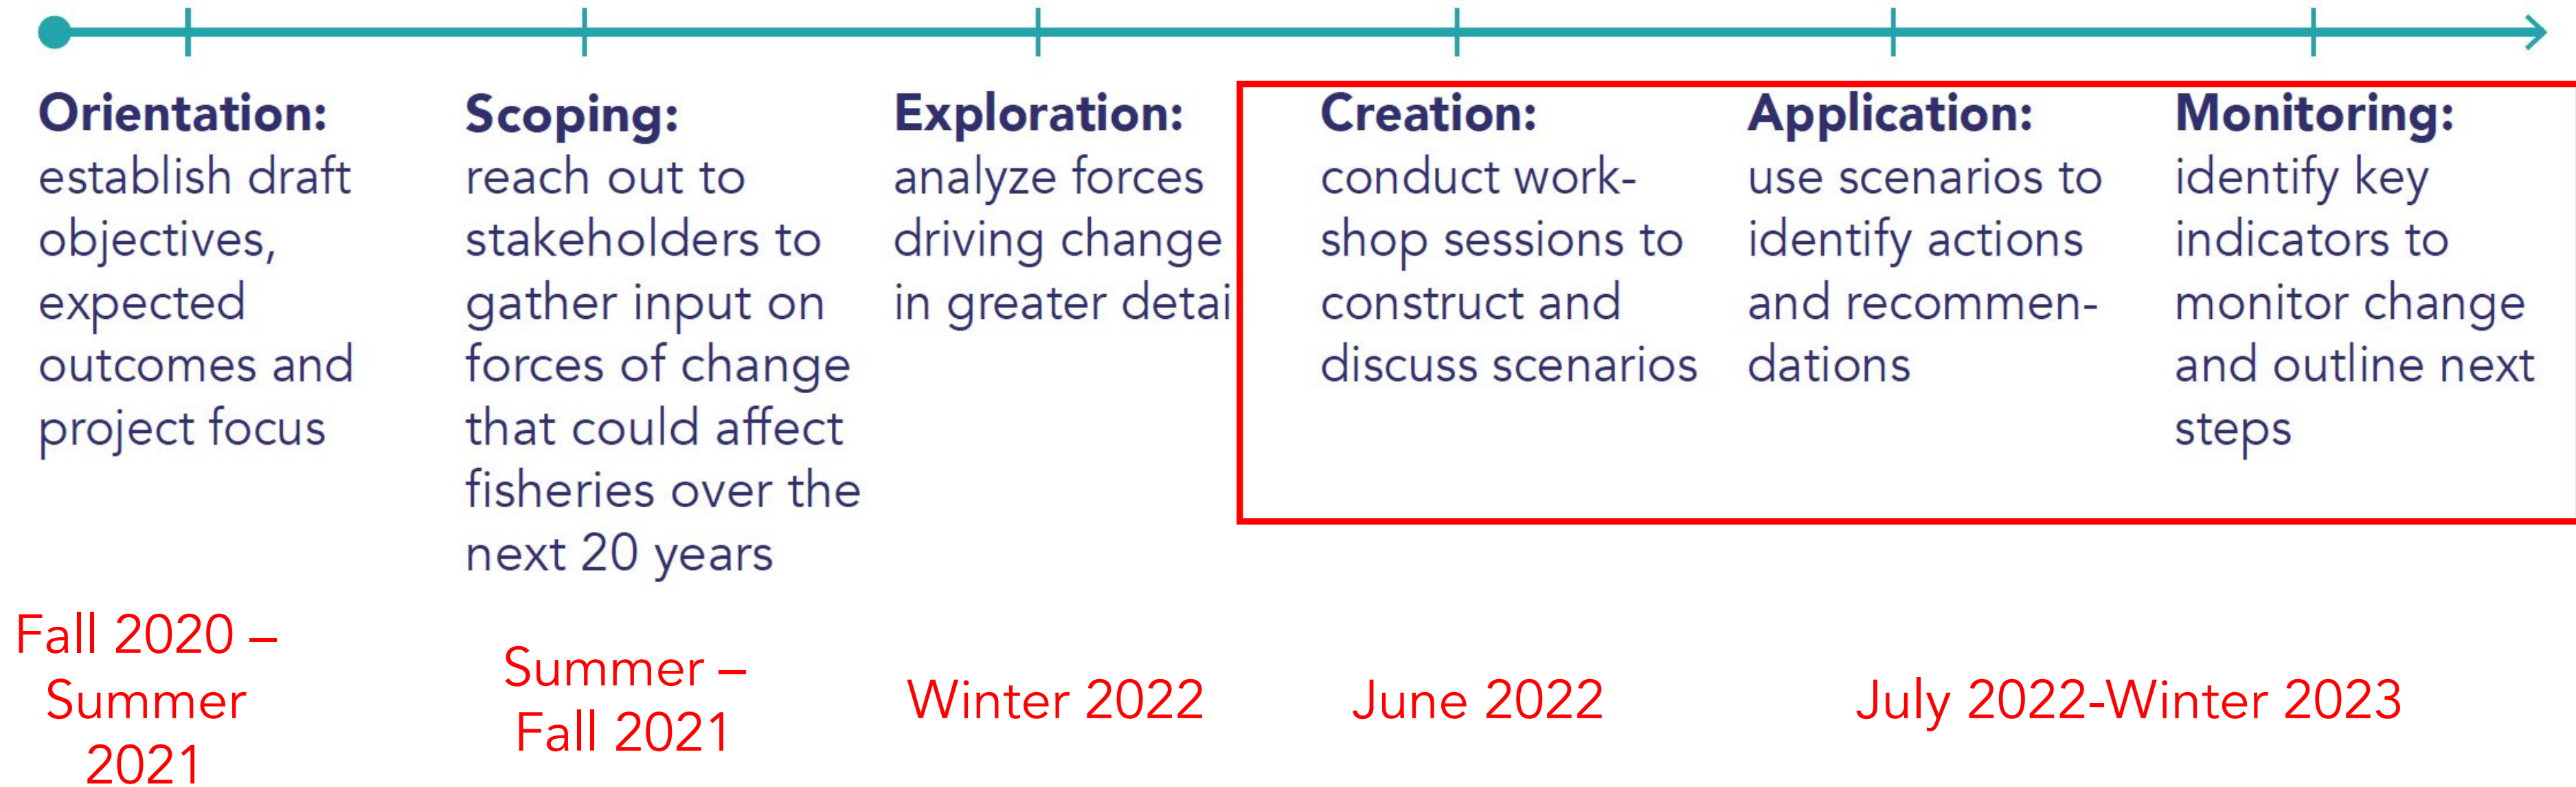 Orientation:
establish draft
objectives,
expected
outcomes and
project focus
Scoping:
reach out to
stakeholders to
gather input on
forces of change
that could affect
fisheries over the
next 20 years
Exploration:
analyze forces
driving change
in greater detai
Creation:
conduct work-
shop sessions to
construct and
discuss scenarios
Application:
use scenarios to
identify actions
and recommen-
dations
Monitoring:
identify key
indicators to
monitor change
and outline next
steps
Fall 2020 –
Summer
2021
Summer –
Fall 2021
Winter 2022
June 2022
July 2022-Winter 2023